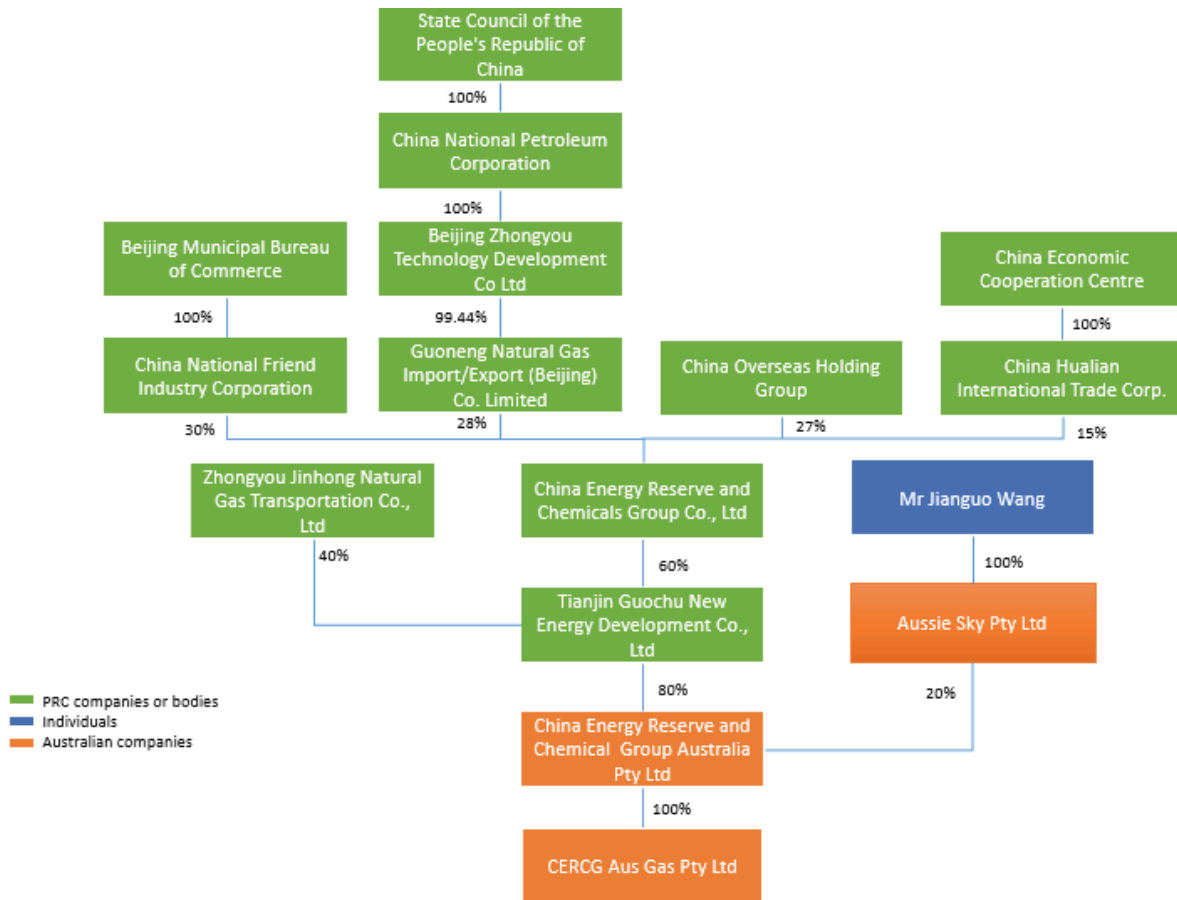 State Council of the
People's Republic of
China
100%
China National Petroleum
Corporation
100%
Beijing Municipal Bureau
of Commerce
Beijing Zhongyou
Technology Development
Co Ltd
China Economic
Cooperation Centre
100%
99.44%
100%
China National Friend
Industry Corporation
Guoneng Natural Gas
Import/Export (Beijing)
Co. Limited
China Overseas Holding
Group
China Hualian
International Trade Corp.
30%
28%
27%
15%
Zhongyou Jinhong Natural
Gas Transportation Co.,
Ltd
China Energy Reserve and
Chemicals Group Co., Ltd
Mr Jianguo Wang
40%
60%
100%
Tianjin Guochu New
Energy Development Co.,
Ltd
Aussie Sky Pty Ltd
80%
20%
PRC companies or bodies
Individuals
Australian companies
China Energy Reserve and
Chemical Group Australia
Pty Ltd
100%
CERCG Aus Gas Pty Ltd